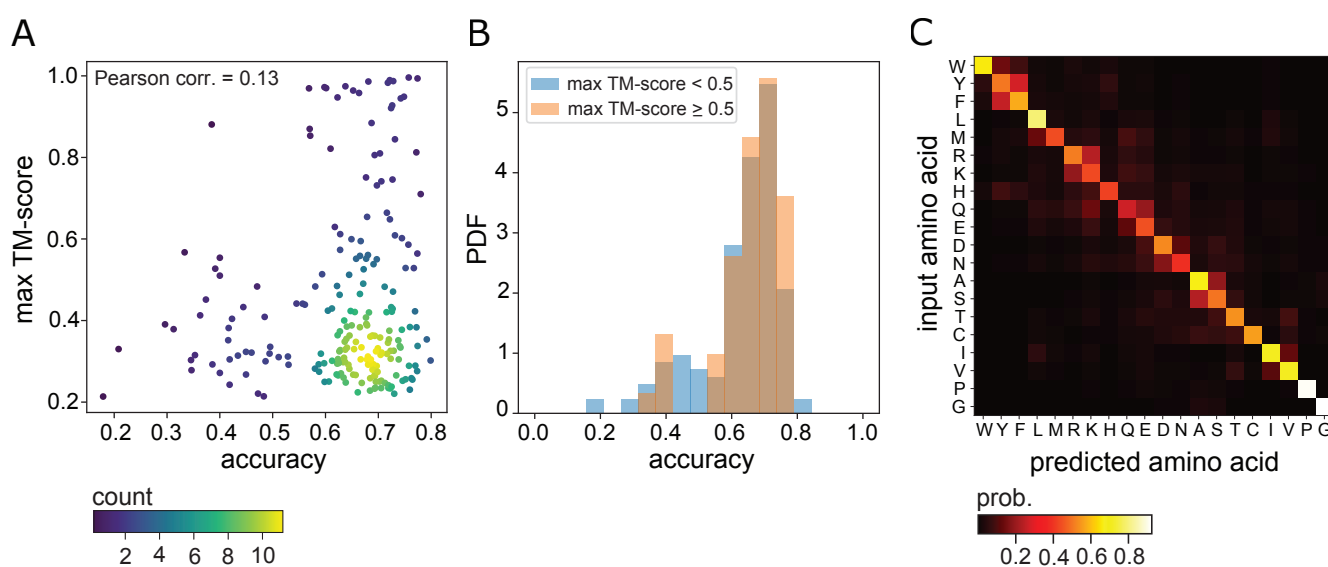 A
Pearson corr. = 0.13
max TM-score
1.0
0.8
0.6
0.4
0.2
0.2 0.3 0.4 0.5 0.6 0.7 0.8
accuracy
count
2 4 6 8 10
B
max TM-score < 0.5
max TM-score ≥ 0.5
PDF
5
4
3
2
1
0
0.0 0.2 0.4 0.6 0.8 1.0
accuracy
C
input amino acid
W
Y
F
L
M
R
K
H
Q
E
D
N
A
S
T
C
I
V
P
G
W Y F L M R K H Q E D N A S T C I V P G
predicted amino acid
prob.
0.2 0.4 0.6 0.8